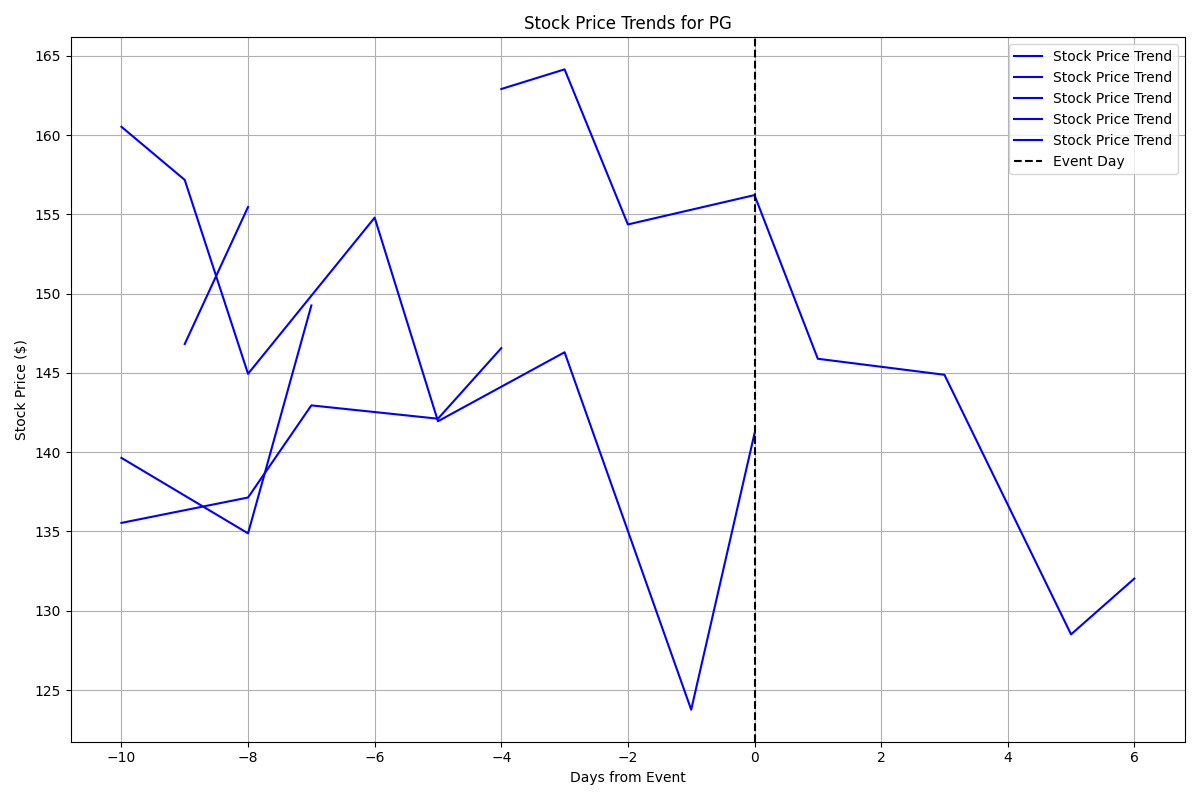 Stock Price Trends for PG
165
160
155
150
145
140
135
130
125
Stock Price ($)
Stock Price Trend
Stock Price Trend
Stock Price Trend
Stock Price Trend
Stock Price Trend
Event Day
−10
−8
−6
−4
−2
0
2
4
6
Days from Event